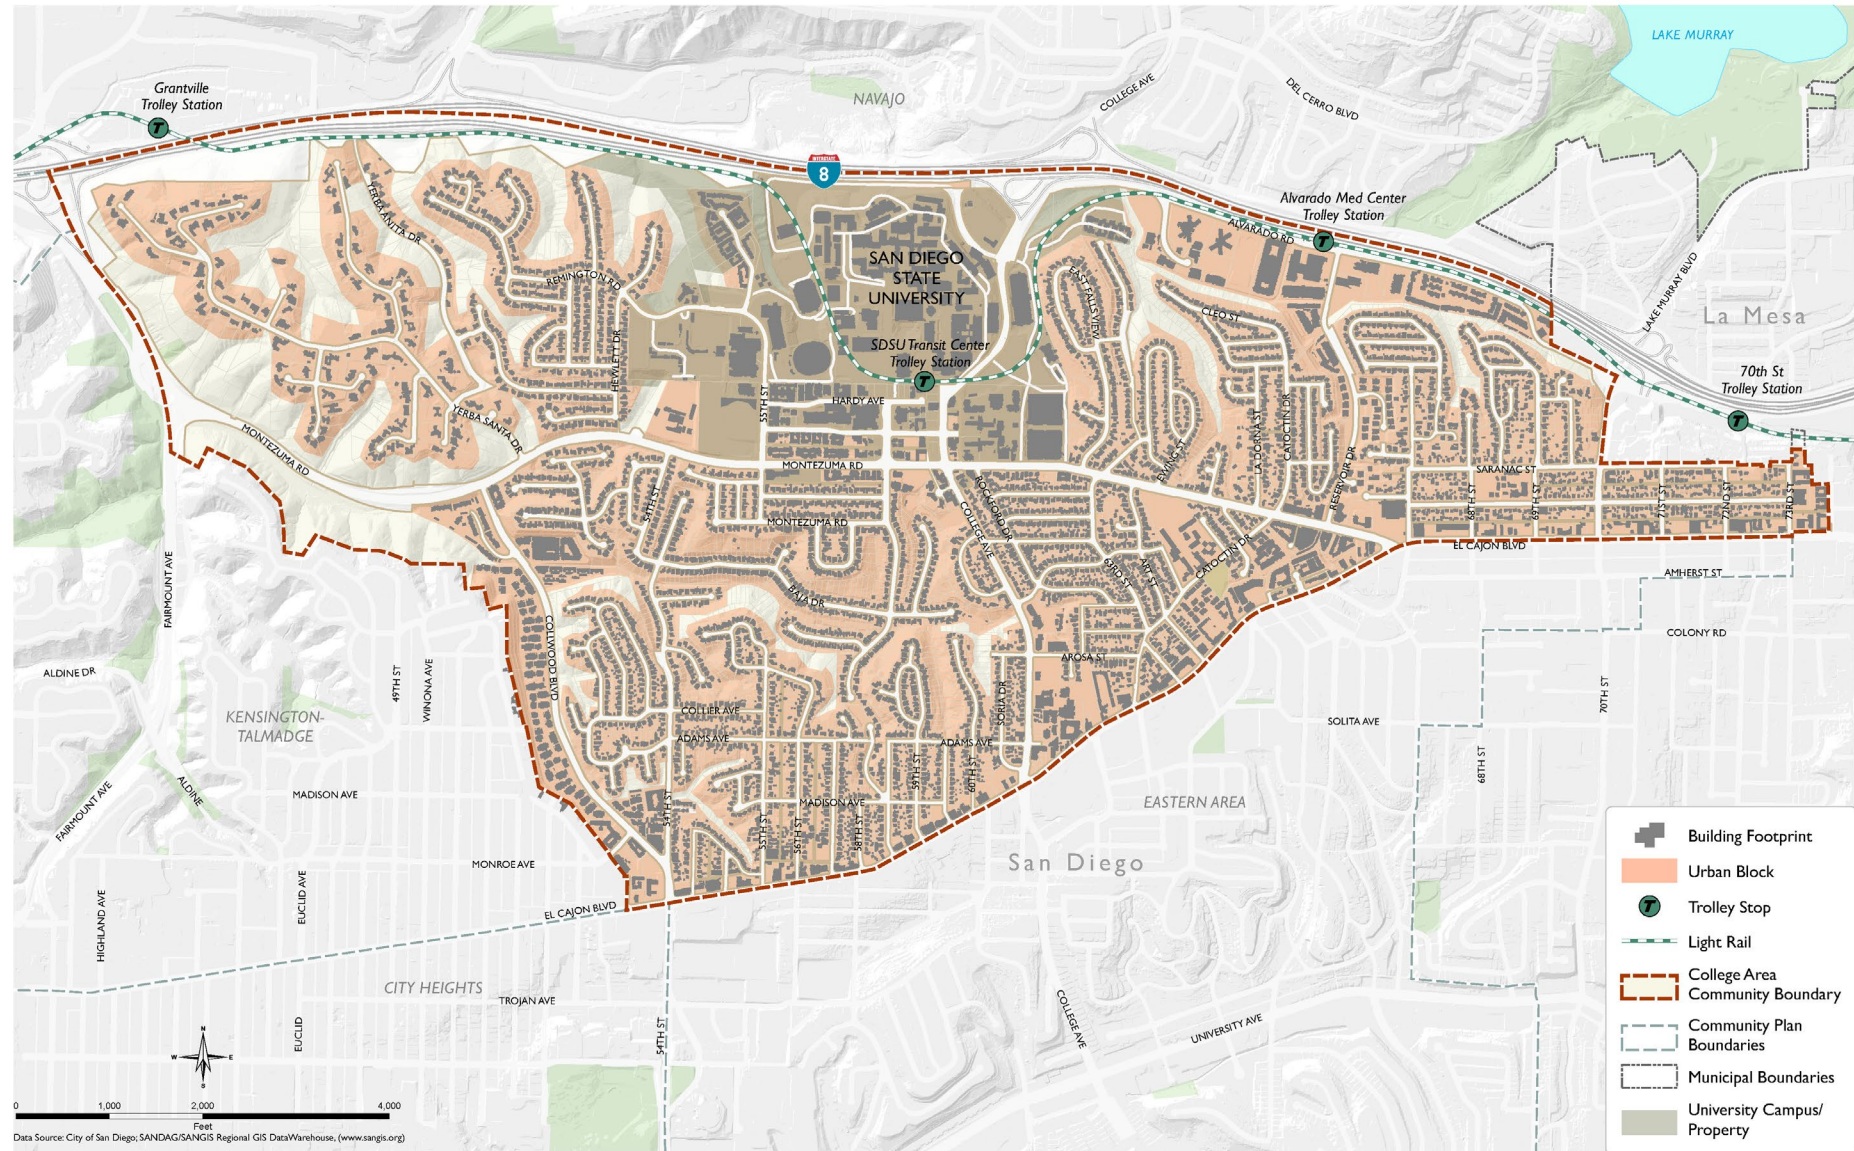 LAKE MURRAY
Grantville
Trolley Station
NAVAJO
COLLEGE AVE
DEL CERRO BLVD
INTERSTATE
8
Alvarado Med Center
Trolley Station
ALVARADO RD
YERBA ANITA DR
SAN DIEGO
STATE
UNIVERSITY
REMINGTON RD
EAST FALLSVIEW
LAKE MURRAY BLVD
La Mesa
CLEO ST
HEWLETT DR
SDSU Transit Center
Trolley Station
70th St
Trolley Station
55TH ST
HARDY AVE
YERBA SANTA DR
LA DORNA ST
CATOCTIN DR
MONTEZUMA RD
MONTEZUMA RD
EWING ST
RESERVOIR DR
SARANAC ST
54TH ST
ROCKFORD DR
COLLEGE AVE
68TH ST
69TH ST
71ST ST
72ND ST
73RD ST
MONTEZUMA RD
EL CAJON BLVD
CATOCTIN DR
63RD ST
ART ST
AMHERST ST
FAIRMOUNT AVE
BAJA DR
COLONY RD
COLLWOOD BLVD
AROSA ST
ALDINE DR
49TH ST
WINONA AVE
SORIA DR
70TH ST
KENSINGTON-
TALMADGE
COLLIER AVE
SOLITA AVE
ADAMS AVE
ADAMS AVE
59TH ST
60TH ST
68TH ST
FAIRMOUNT AVE
ALDINE
MADISON AVE
MADISON AVE
EASTERN AREA
54TH ST
55TH ST
56TH ST
58TH ST
MONROE AVE
San Diego
HIGHLAND AVE
EUCLID AVE
EL CAJON BLVD
CITY HEIGHTS
TROJAN AVE
EUCLID
54TH ST
COLLEGE AVE
UNIVERSITY AVE
Building Footprint
Urban Block
T Trolley Stop
Light Rail
College Area
Community Boundary
Community Plan
Boundaries
Municipal Boundaries
University Campus/
Property
N
W E
S
0 1,000 2,000 4,000
Feet
Data Source: City of San Diego; SANDAG/SANGIS Regional GIS DataWarehouse, (www.sangis.org)